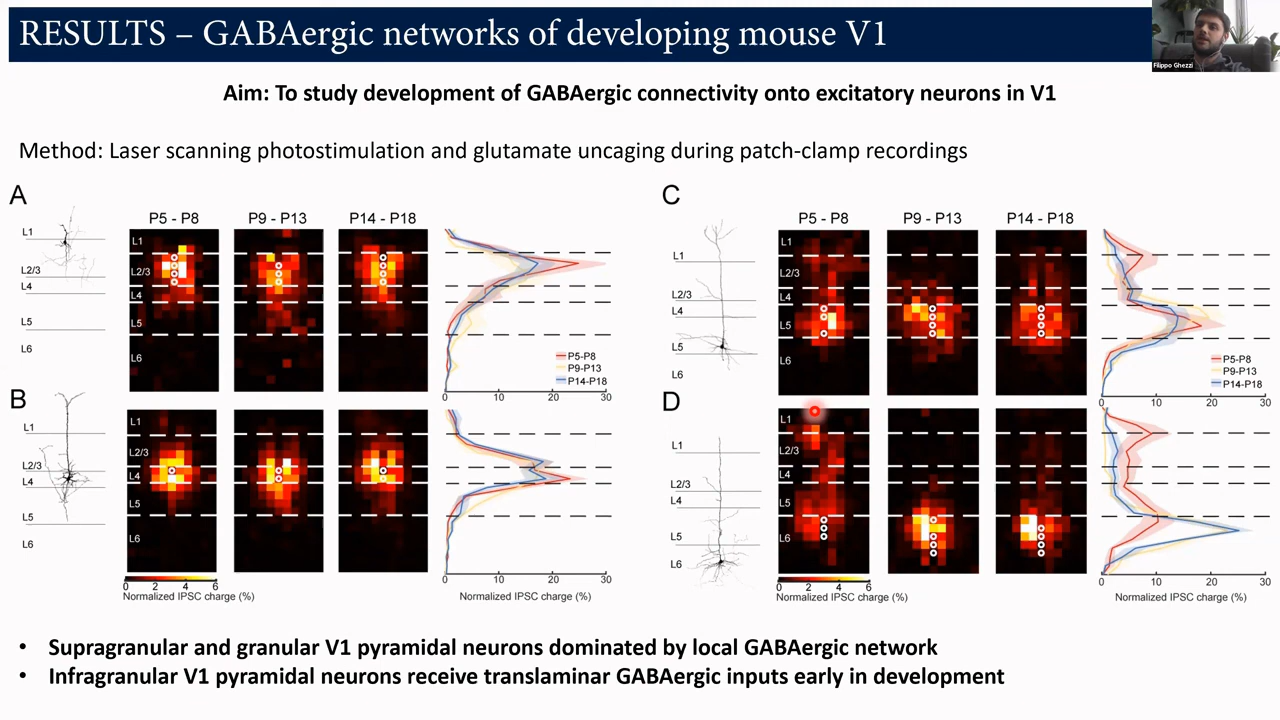 RESULTS – GABAergic networks of developing mouse V1
Filippo Ghezzi
Aim: To study development of GABAergic connectivity onto excitatory neurons in V1
Method: Laser scanning photostimulation and glutamate uncaging during patch-clamp recordings
A
P5 - P8
P9 - P13
P14 - P18
L1
L2/3
L4
L5
L6
L1
L2/3
L4
L5
L6
P5-P8
P9-P13
P14-P18
0 10 20 30
B
L1
L2/3
L4
L5
L6
L1
L2/3
L4
L5
L6
0 2 4 6
Normalized IPSC charge (%)
0 10 20 30
Normalized IPSC charge (%)
C
P5 - P8
P9 - P13
P14 - P18
L1
L2/3
L4
L5
L6
L1
L2/3
L4
L5
L6
P5-P8
P9-P13
P14-P18
0 10 20 30
D
L1
L2/3
L4
L5
L6
L1
L2/3
L4
L5
L6
0 2 4 6
Normalized IPSC charge (%)
0 10 20 30
Normalized IPSC charge (%)
• Supragranular and granular V1 pyramidal neurons dominated by local GABAergic network
• Infragranular V1 pyramidal neurons receive translaminar GABAergic inputs early in development